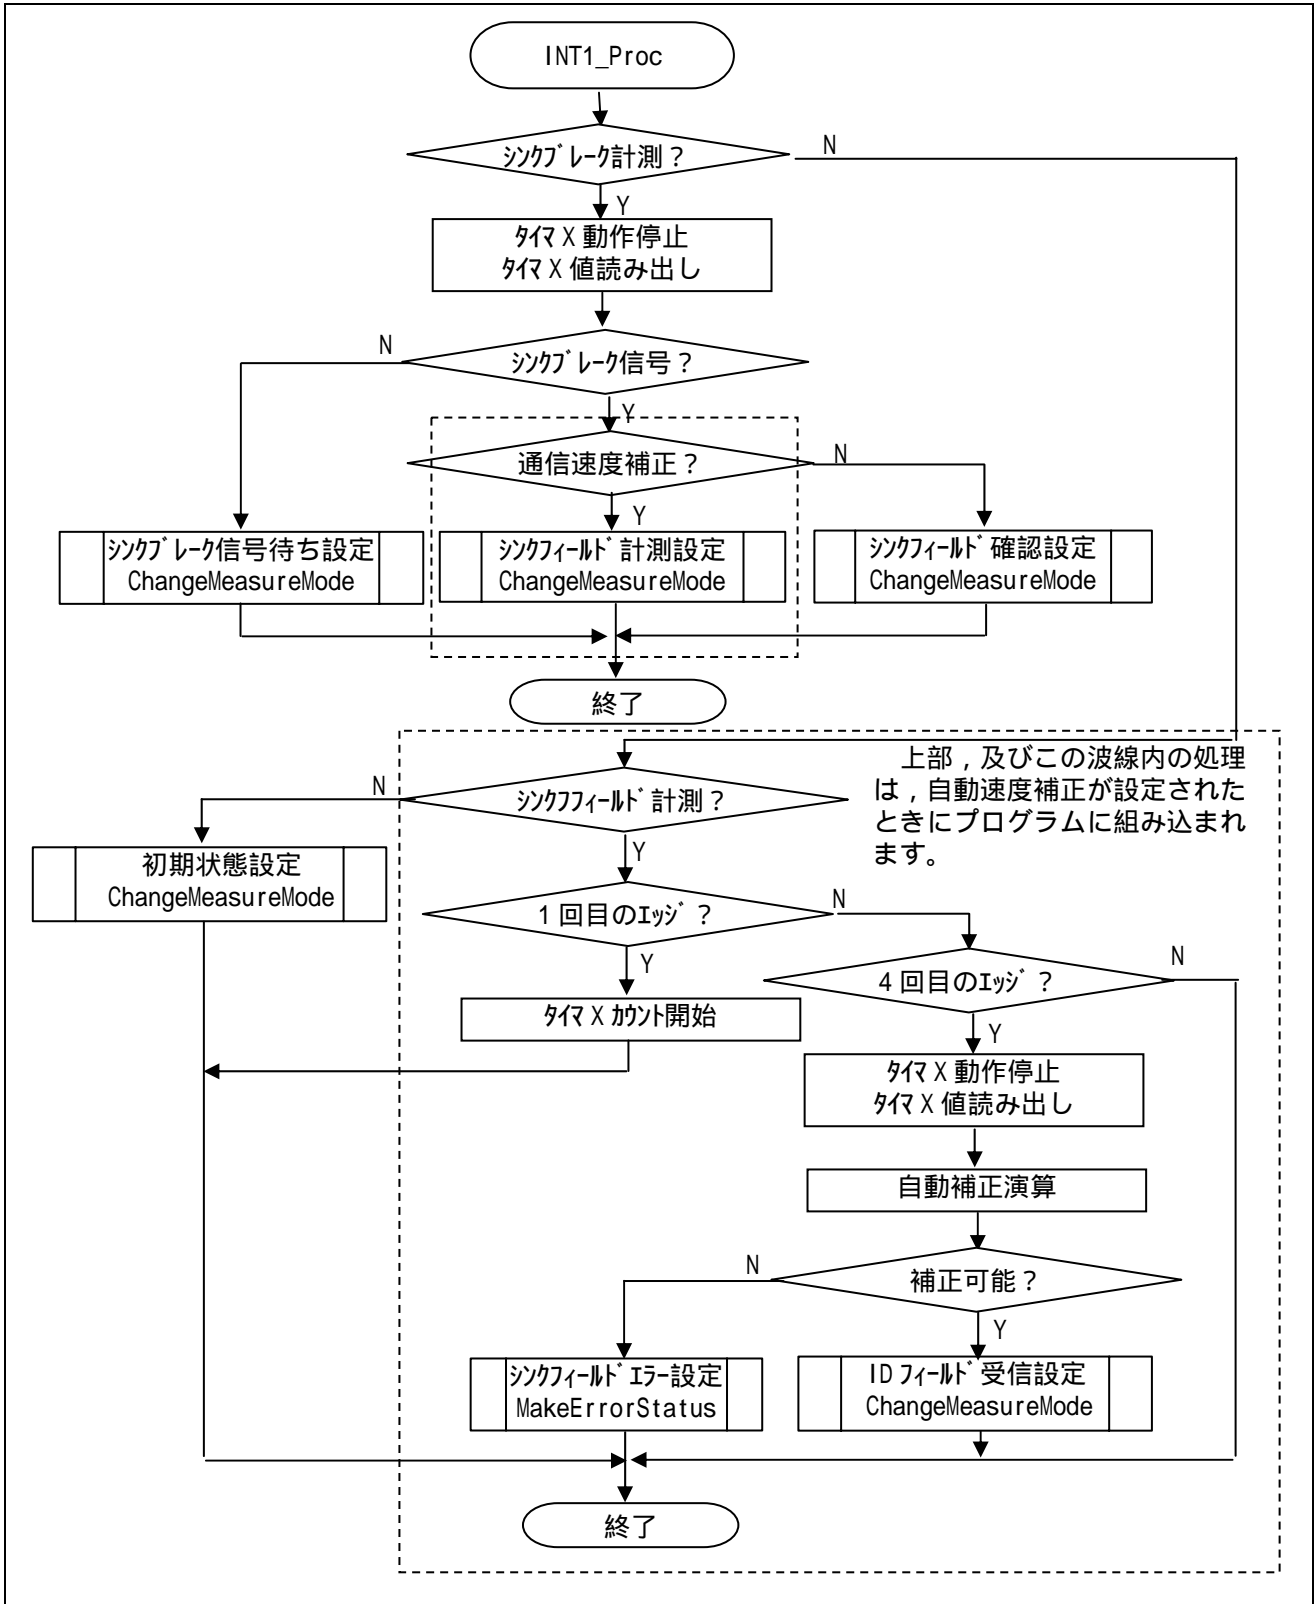 INT1_Proc
ｼﾝｸﾌﾞﾚｰｸ計測？
N
Y
ﾀｲﾏ X 動作停止
ﾀｲﾏ X 値読み出し
N
ｼﾝｸﾌﾞﾚｰｸ信号？
Y
通信速度補正？
N
Y
ｼﾝｸﾌﾞﾚｰｸ信号待ち設定
ChangeMeasureMode
ｼﾝｸﾌｨｰﾙﾄﾞ計測設定
ChangeMeasureMode
ｼﾝｸﾌｨｰﾙﾄﾞ確認設定
ChangeMeasureMode
終了
上部，及びこの波線内の処理
は，自動速度補正が設定された
ときにプログラムに組み込まれ
ます。
N
ｼﾝｸﾌﾌｨｰﾙﾄﾞ計測？
Y
初期状態設定
ChangeMeasureMode
1 回目のｴｯｼﾞ？
N
Y
4 回目のｴｯｼﾞ？
N
ﾀｲﾏ X ｶｳﾝﾄ開始
Y
ﾀｲﾏ X 動作停止
ﾀｲﾏ X 値読み出し
自動補正演算
N
補正可能？
Y
ｼﾝｸﾌｨｰﾙﾄﾞｴﾗｰ設定
MakeErrorStatus
ID ﾌｨｰﾙﾄﾞ受信設定
ChangeMeasureMode
終了